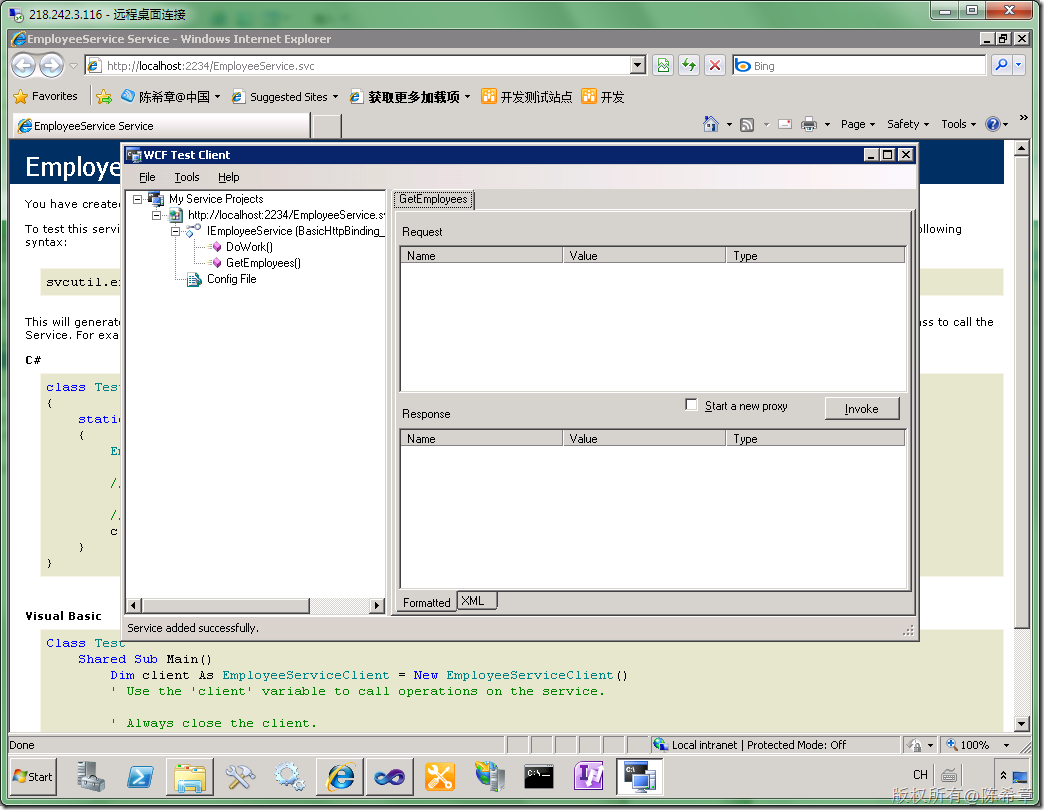 218.242.3.116 - 远程桌面连接
EmployeeService Service - Windows Internet Explorer
http://localhost:2234/EmployeeService.svc
Bing
Favorites
陈希章@中国
Suggested Sites
获取更多加载项
开发测试站点
开发
EmployeeService Service
Page
Safety
Tools
»
Employe
WCF Test Client
File Tools Help
You have create
To test this servi
ollowing
syntax:
svcutil.e
This will generat
ass to call the
Service. For exa
C#
class Tes
{
static
{
E
//
//
c
}
}
Visual Basic
Class Test
Shared Sub Main()
Dim client As EmployeeServiceClient = New EmployeeServiceClient()
' Use the 'client' variable to call operations on the service.
' Always close the client.
My Service Projects
http://localhost:2234/EmployeeService.sv
IEmployeeService (BasicHttpBinding_
DoWork()
GetEmployees()
Config File
GetEmployees
Request
Name Value Type
Response
Start a new proxy
Invoke
Name Value Type
Formatted XML
Service added successfully.
Done
Local intranet | Protected Mode: Off
100%
Start
C:\-
CH
版权所有@陈希章